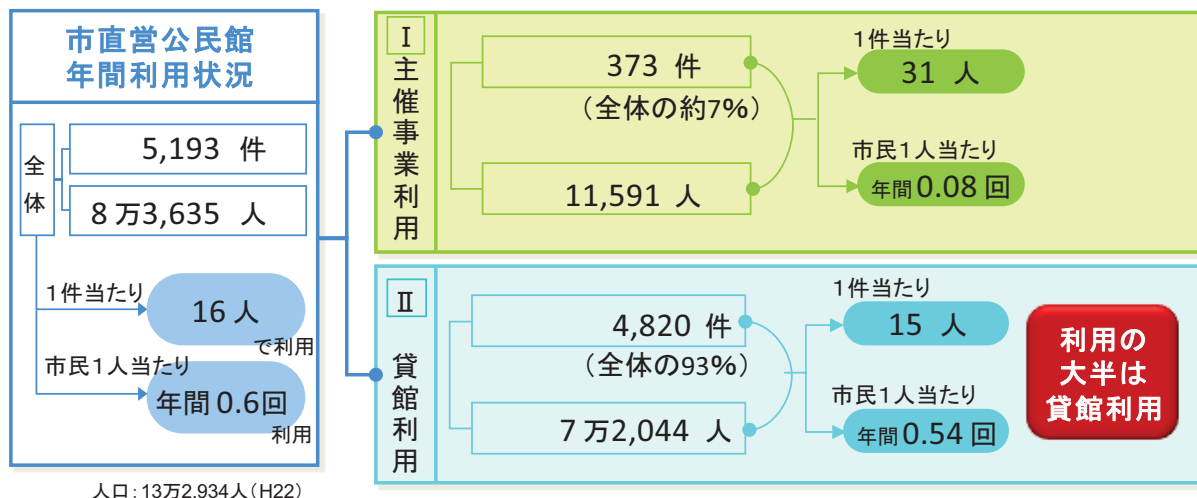 市直営公民館
年間利用状況
全体
5,193 件
8万3,635 人
1件当たり
16人
で利用
市民1人当たり
年間0.6回
利用
人口:13万2,934人(H22)
Ⅰ
主催事業利用
373 件
(全体の約7%)
11,591 人
1件当たり
31 人
市民1人当たり
年間0.08回
Ⅱ
貸館利用
4,820 件
(全体の93%)
7万2,044 人
1件当たり
15 人
市民1人当たり
年間0.54回
利用の
大半は
貸館利用